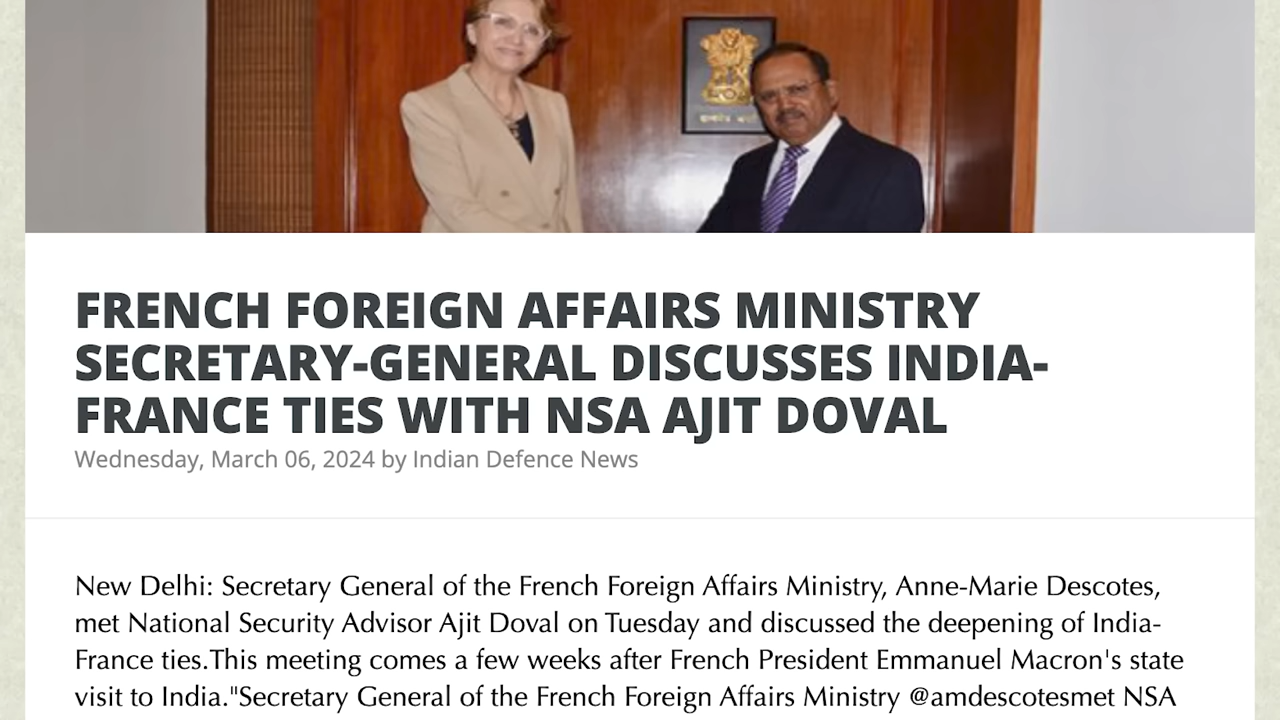 FRENCH FOREIGN AFFAIRS MINISTRY
SECRETARY-GENERAL DISCUSSES INDIA-
FRANCE TIES WITH NSA AJIT DOVAL
Wednesday, March 06, 2024 by Indian Defence News
New Delhi: Secretary General of the French Foreign Affairs Ministry, Anne-Marie Descotes,
met National Security Advisor Ajit Doval on Tuesday and discussed the deepening of India-
France ties.This meeting comes a few weeks after French President Emmanuel Macron's state
visit to India."Secretary General of the French Foreign Affairs Ministry @amdescotesmet NSA